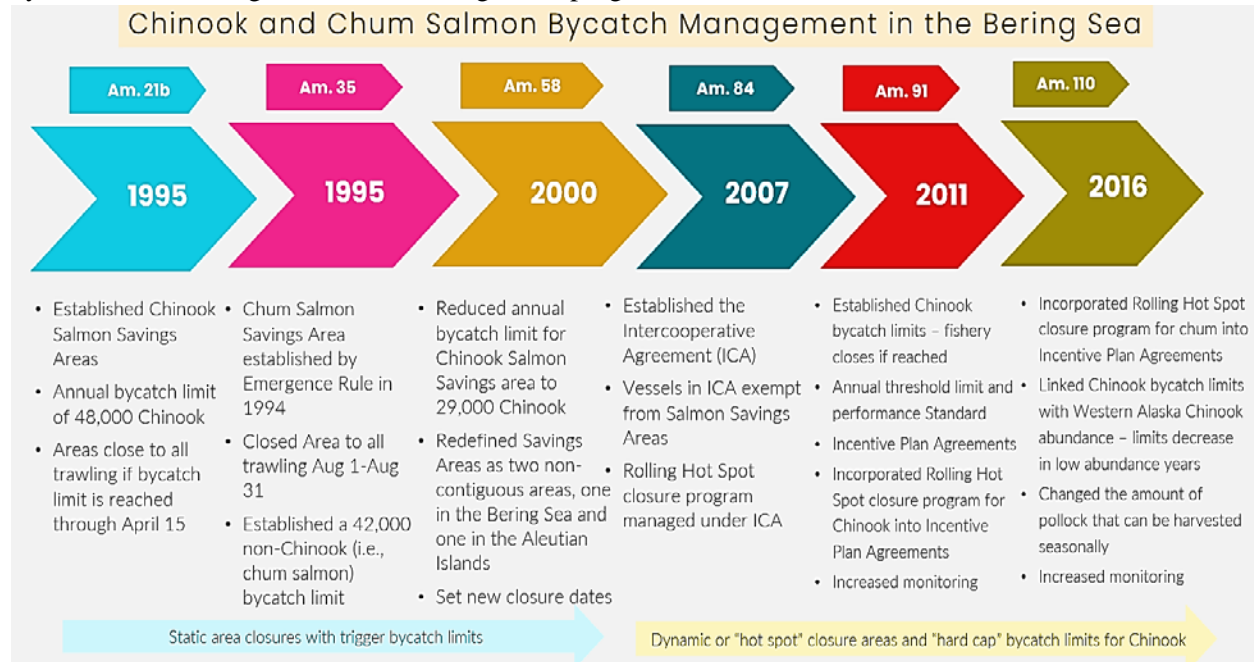 Chinook and Chum Salmon Bycatch Management in the Bering Sea
Am. 21b
Am. 35
Am. 58
Am. 84
Am. 91
Am. 110
1995
1995
2000
2007
2011
2016
• Established Chinook
Salmon Savings
Areas
• Annual bycatch limit
of 48,000 Chinook
• Areas close to all
trawling if bycatch
limit is reached
through April 15
• Chum Salmon
Savings Area
established by
Emergence Rule in
1994
• Closed Area to all
trawling Aug 1-Aug
31
• Established a 42,000
non-Chinook (i.e.,
chum salmon)
bycatch limit
• Reduced annual
bycatch limit for
Chinook Salmon
Savings area to
29,000 Chinook
• Redefined Savings
Areas as two non-
contiguous areas, one
in the Bering Sea and
one in the Aleutian
Islands
• Set new closure dates
• Established the
Intercooperative
Agreement (ICA)
• Vessels in ICA exempt
from Salmon Savings
Areas
• Rolling Hot Spot
closure program
managed under ICA
• Established Chinook
bycatch limits – fishery
closes if reached
• Annual threshold limit and
performance Standard
• Incentive Plan Agreements
• Incorporated Rolling Hot
Spot closure program for
Chinook into Incentive
Plan Agreements
• Increased monitoring
• Incorporated Rolling Hot Spot
closure program for chum into
Incentive Plan Agreements
• Linked Chinook bycatch limits
with Western Alaska Chinook
abundance – limits decrease
in low abundance years
• Changed the amount of
pollock that can be harvested
seasonally
• Increased monitoring
Static area closures with trigger bycatch limits
Dynamic or "hot spot" closure areas and "hard cap" bycatch limits for Chinook